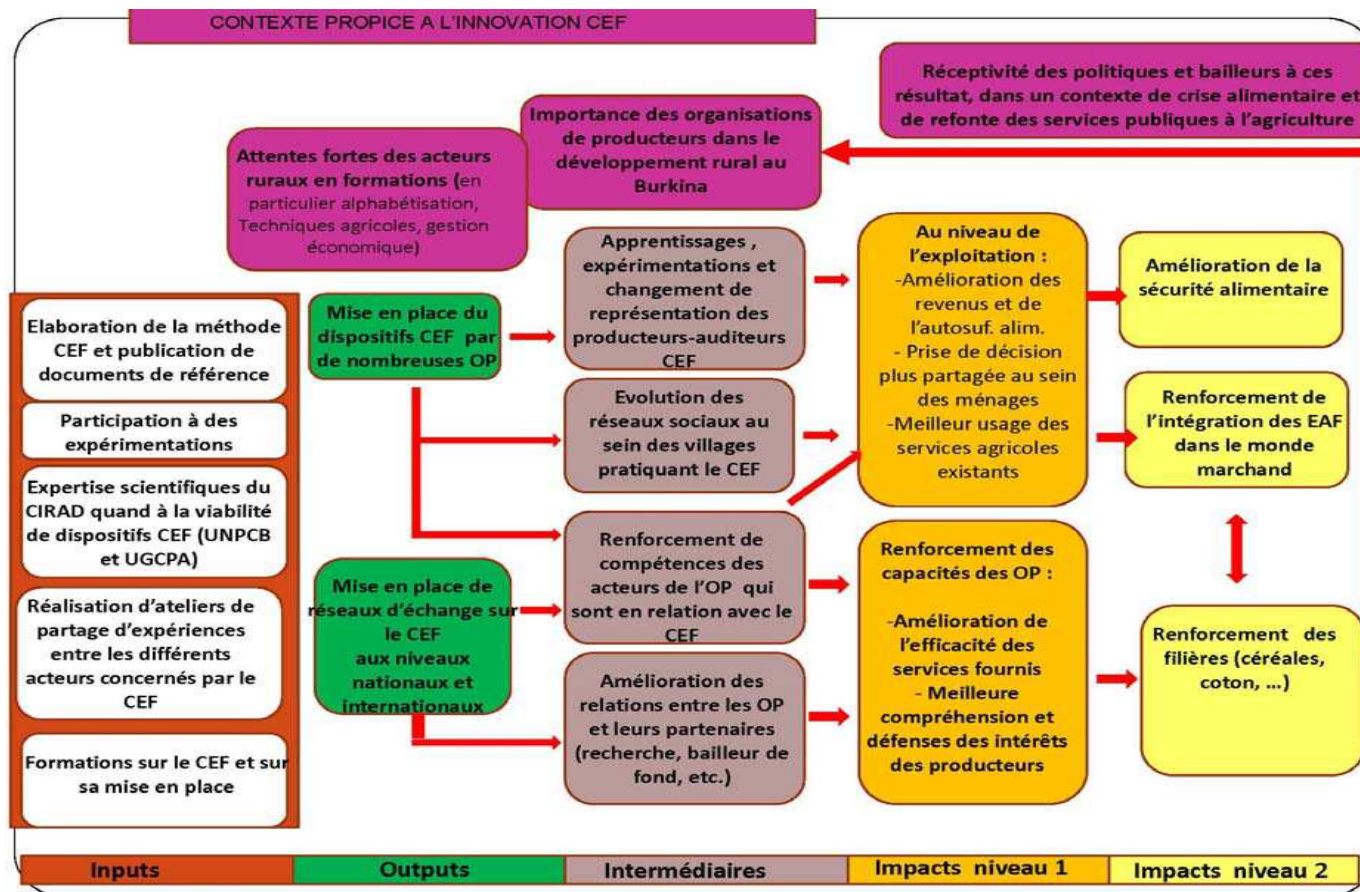 CONTEXTE PROPICE A L'INNOVATION CEF
Réceptivité des politiques et bailleurs à ces
résultat, dans un contexte de crise alimentaire et
de refonte des services publiques à l'agriculture
Importance des organisations
de producteurs dans le
développement rural au
Burkina
Attentes fortes des acteurs
ruraux en formations (en
particulier alphabétisation,
Techniques agricoles, gestion
économique)
Elaboration de la méthode
CEF et publication de
documents de référence
Participation à des
expérimentations
Expertise scientifiques du
CIRAD quand à la viabilité
de dispositifs CEF (UNPCB
et UGCPA)
Réalisation d'ateliers de
partage d'expériences
entre les différents
acteurs concernés par le
CEF
Formations sur le CEF et sur
sa mise en place
Mise en place du
dispositifs CEF par
de nombreuses OP
Mise en place de
réseaux d'échange sur
le CEF
aux niveaux
nationaux et
internationaux
Apprentissages ,
expérimentations et
changement de
représentation des
producteurs-auditeurs
CEF
Evolution des
réseaux sociaux au
sein des villages
pratiquant le CEF
Renforcement de
compétences des
acteurs de l'OP qui
sont en relation avec le
CEF
Amélioration des
relations entre les OP
et leurs partenaires
(recherche, bailleur de
fond, etc.)
Au niveau de
l'exploitation :
-Amélioration des
revenus et de
l'autosuf. alim.
- Prise de décision
plus partagée au sein
des ménages
-Meilleur usage des
services agricoles
existants
Renforcement des
capacités des OP :
-Amélioration de
l'efficacité des
services fournis
- Meilleure
compréhension et
défenses des intérêts
des producteurs
Amélioration de la
sécurité alimentaire
Renforcement de
l'intégration des EAF
dans le monde
marchand
Renforcement des
filières (céréales,
coton, ...)
Inputs
Outputs
Intermédiaires
Impacts niveau 1
Impacts niveau 2